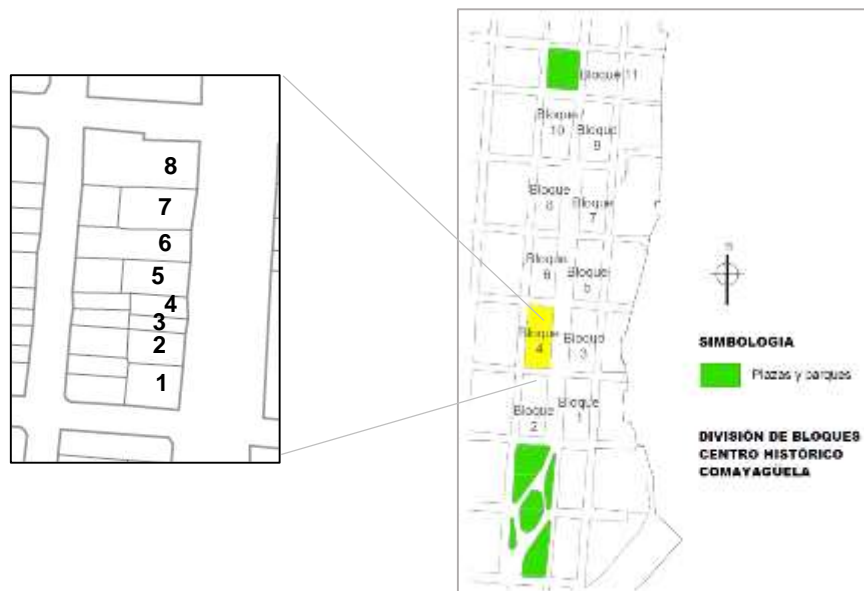 8
7
6
5
4
3
2
1
Bloque 11
Bloque
10
Bloque
9
Bloque
8
Bloque
7
Bloque
6
Bloque
5
Bloque
4
Bloque
3
Bloque
2
Bloque
1
SIMBOLOGIA
Plazas y parques
DIVISIÓN DE BLOQUES
CENTRO HISTÓRICO
COMAYAGÜELA